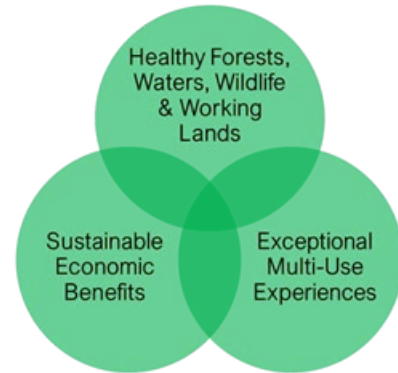 Healthy Forests,
Waters, Wildlife
& Working
Lands
Sustainable
Economic
Benefits
Exceptional
Multi-Use
Experiences